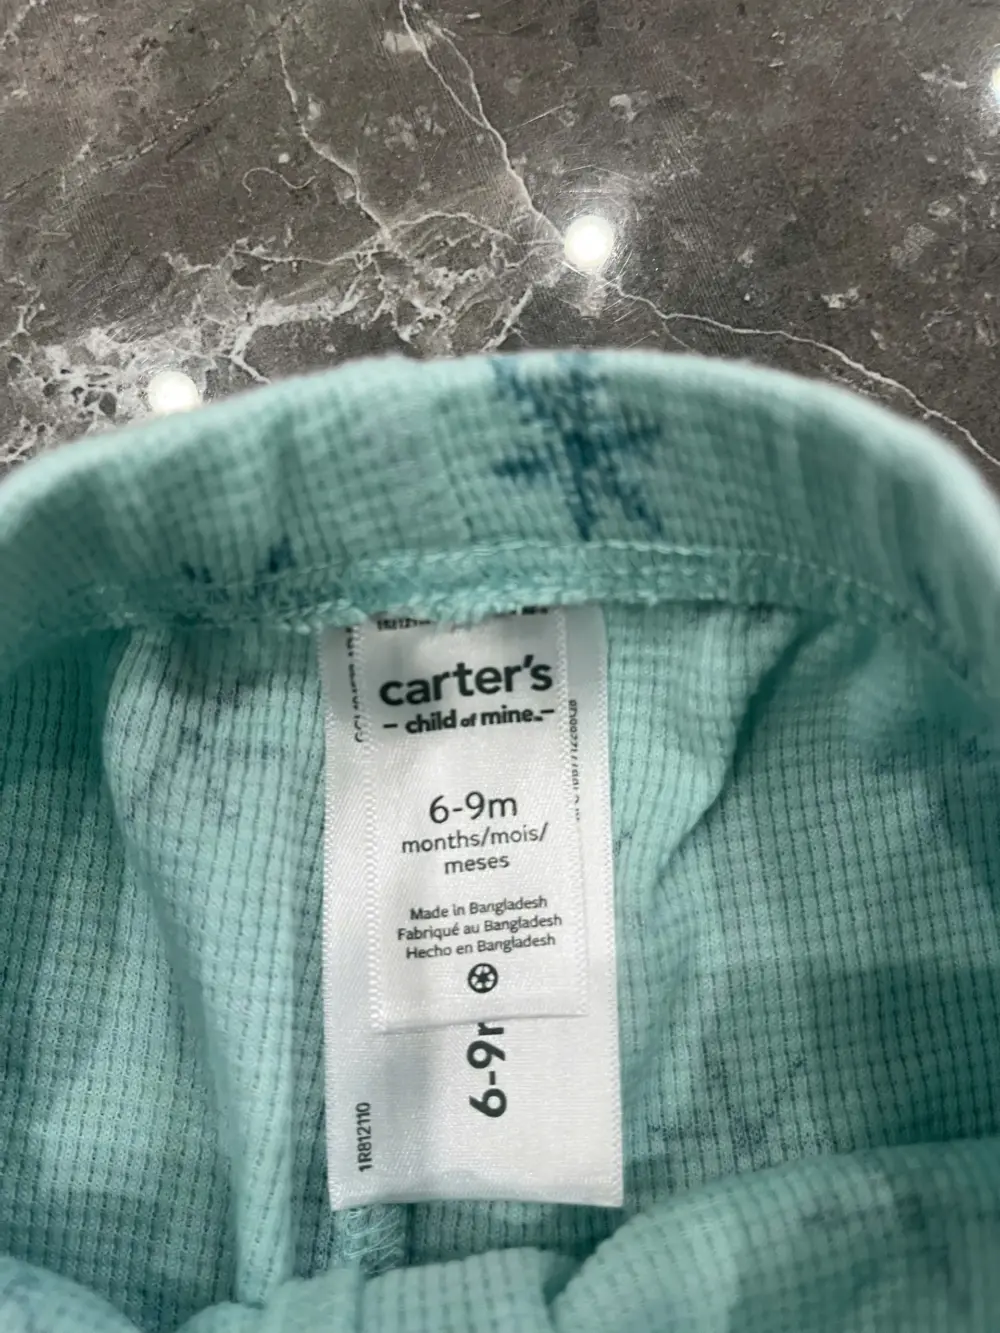 carter's
- child of mine. -
6-9m
months/mois/
meses
Made in Bangladesh
Fabriqué au Bangladesh
Hecho en Bangladesh
6-9
1R812110